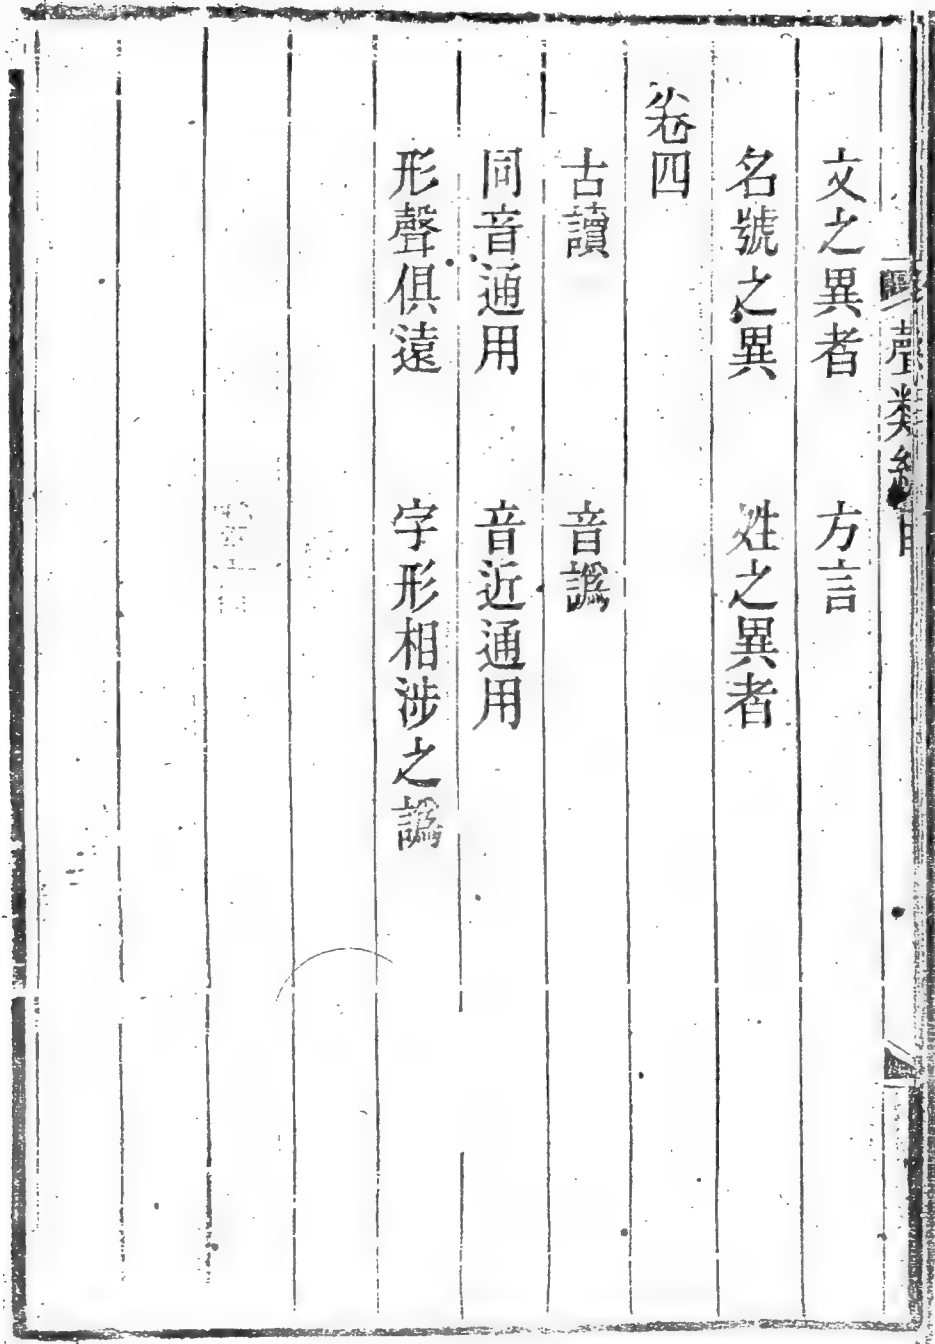 文之異者 方言
名號之異 姓之異者
卷四
古讀 音譌
同音通用 音近通用
形聲俱遠 字形相涉之譌